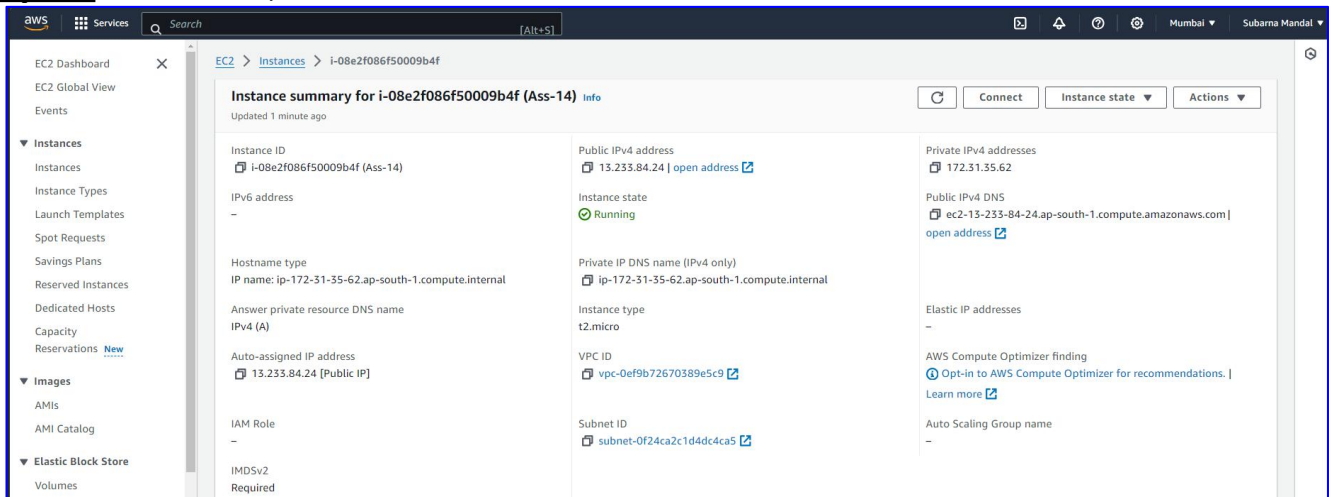 aws
Services
Search
[Alt+S]
Mumbai ▼
Subarna Mandal ▼
EC2 Dashboard
EC2 Global View
Events
▼ Instances
Instances
Instance Types
Launch Templates
Spot Requests
Savings Plans
Reserved Instances
Dedicated Hosts
Capacity
Reservations New
▼ Images
AMIs
AMI Catalog
▼ Elastic Block Store
Volumes
EC2 > Instances > i-08e2f086f50009b4f
Instance summary for i-08e2f086f50009b4f (Ass-14) Info
Updated 1 minute ago
Connect
Instance state ▼
Actions ▼
Instance ID
i-08e2f086f50009b4f (Ass-14)
Public IPv4 address
13.233.84.24 | open address
Private IPv4 addresses
172.31.35.62
IPv6 address
–
Instance state
Running
Public IPv4 DNS
ec2-13-233-84-24.ap-south-1.compute.amazonaws.com |
open address
Hostname type
IP name: ip-172-31-35-62.ap-south-1.compute.internal
Private IP DNS name (IPv4 only)
ip-172-31-35-62.ap-south-1.compute.internal
Answer private resource DNS name
IPv4 (A)
Instance type
t2.micro
Elastic IP addresses
–
Auto-assigned IP address
13.233.84.24 [Public IP]
VPC ID
vpc-0ef9b72670389e5c9
AWS Compute Optimizer finding
Opt-in to AWS Compute Optimizer for recommendations. |
Learn more
IAM Role
–
Subnet ID
subnet-0f24ca2c1d4dc4ca5
Auto Scaling Group name
–
IMDSv2
Required